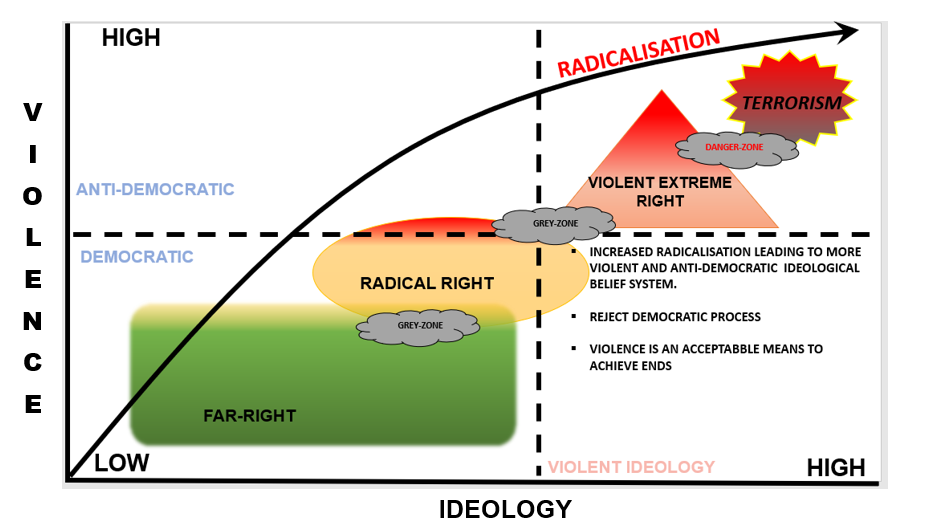 HIGH
RADICALISATION
TERRORISM
DANGER-ZONE
VIOLENCE
ANTI-DEMOCRATIC
VIOLENT EXTREME
RIGHT
GREY-ZONE
DEMOCRATIC
RADICAL RIGHT
GREY-ZONE
▪ INCREASED RADICALISATION LEADING TO MORE
VIOLENT AND ANTI-DEMOCRATIC IDEOLOGICAL
BELIEF SYSTEM.
▪ REJECT DEMOCRATIC PROCESS
▪ VIOLENCE IS AN ACCEPTABBLE MEANS TO
ACHIEVE ENDS
FAR-RIGHT
LOW
VIOLENT IDEOLOGY
HIGH
IDEOLOGY